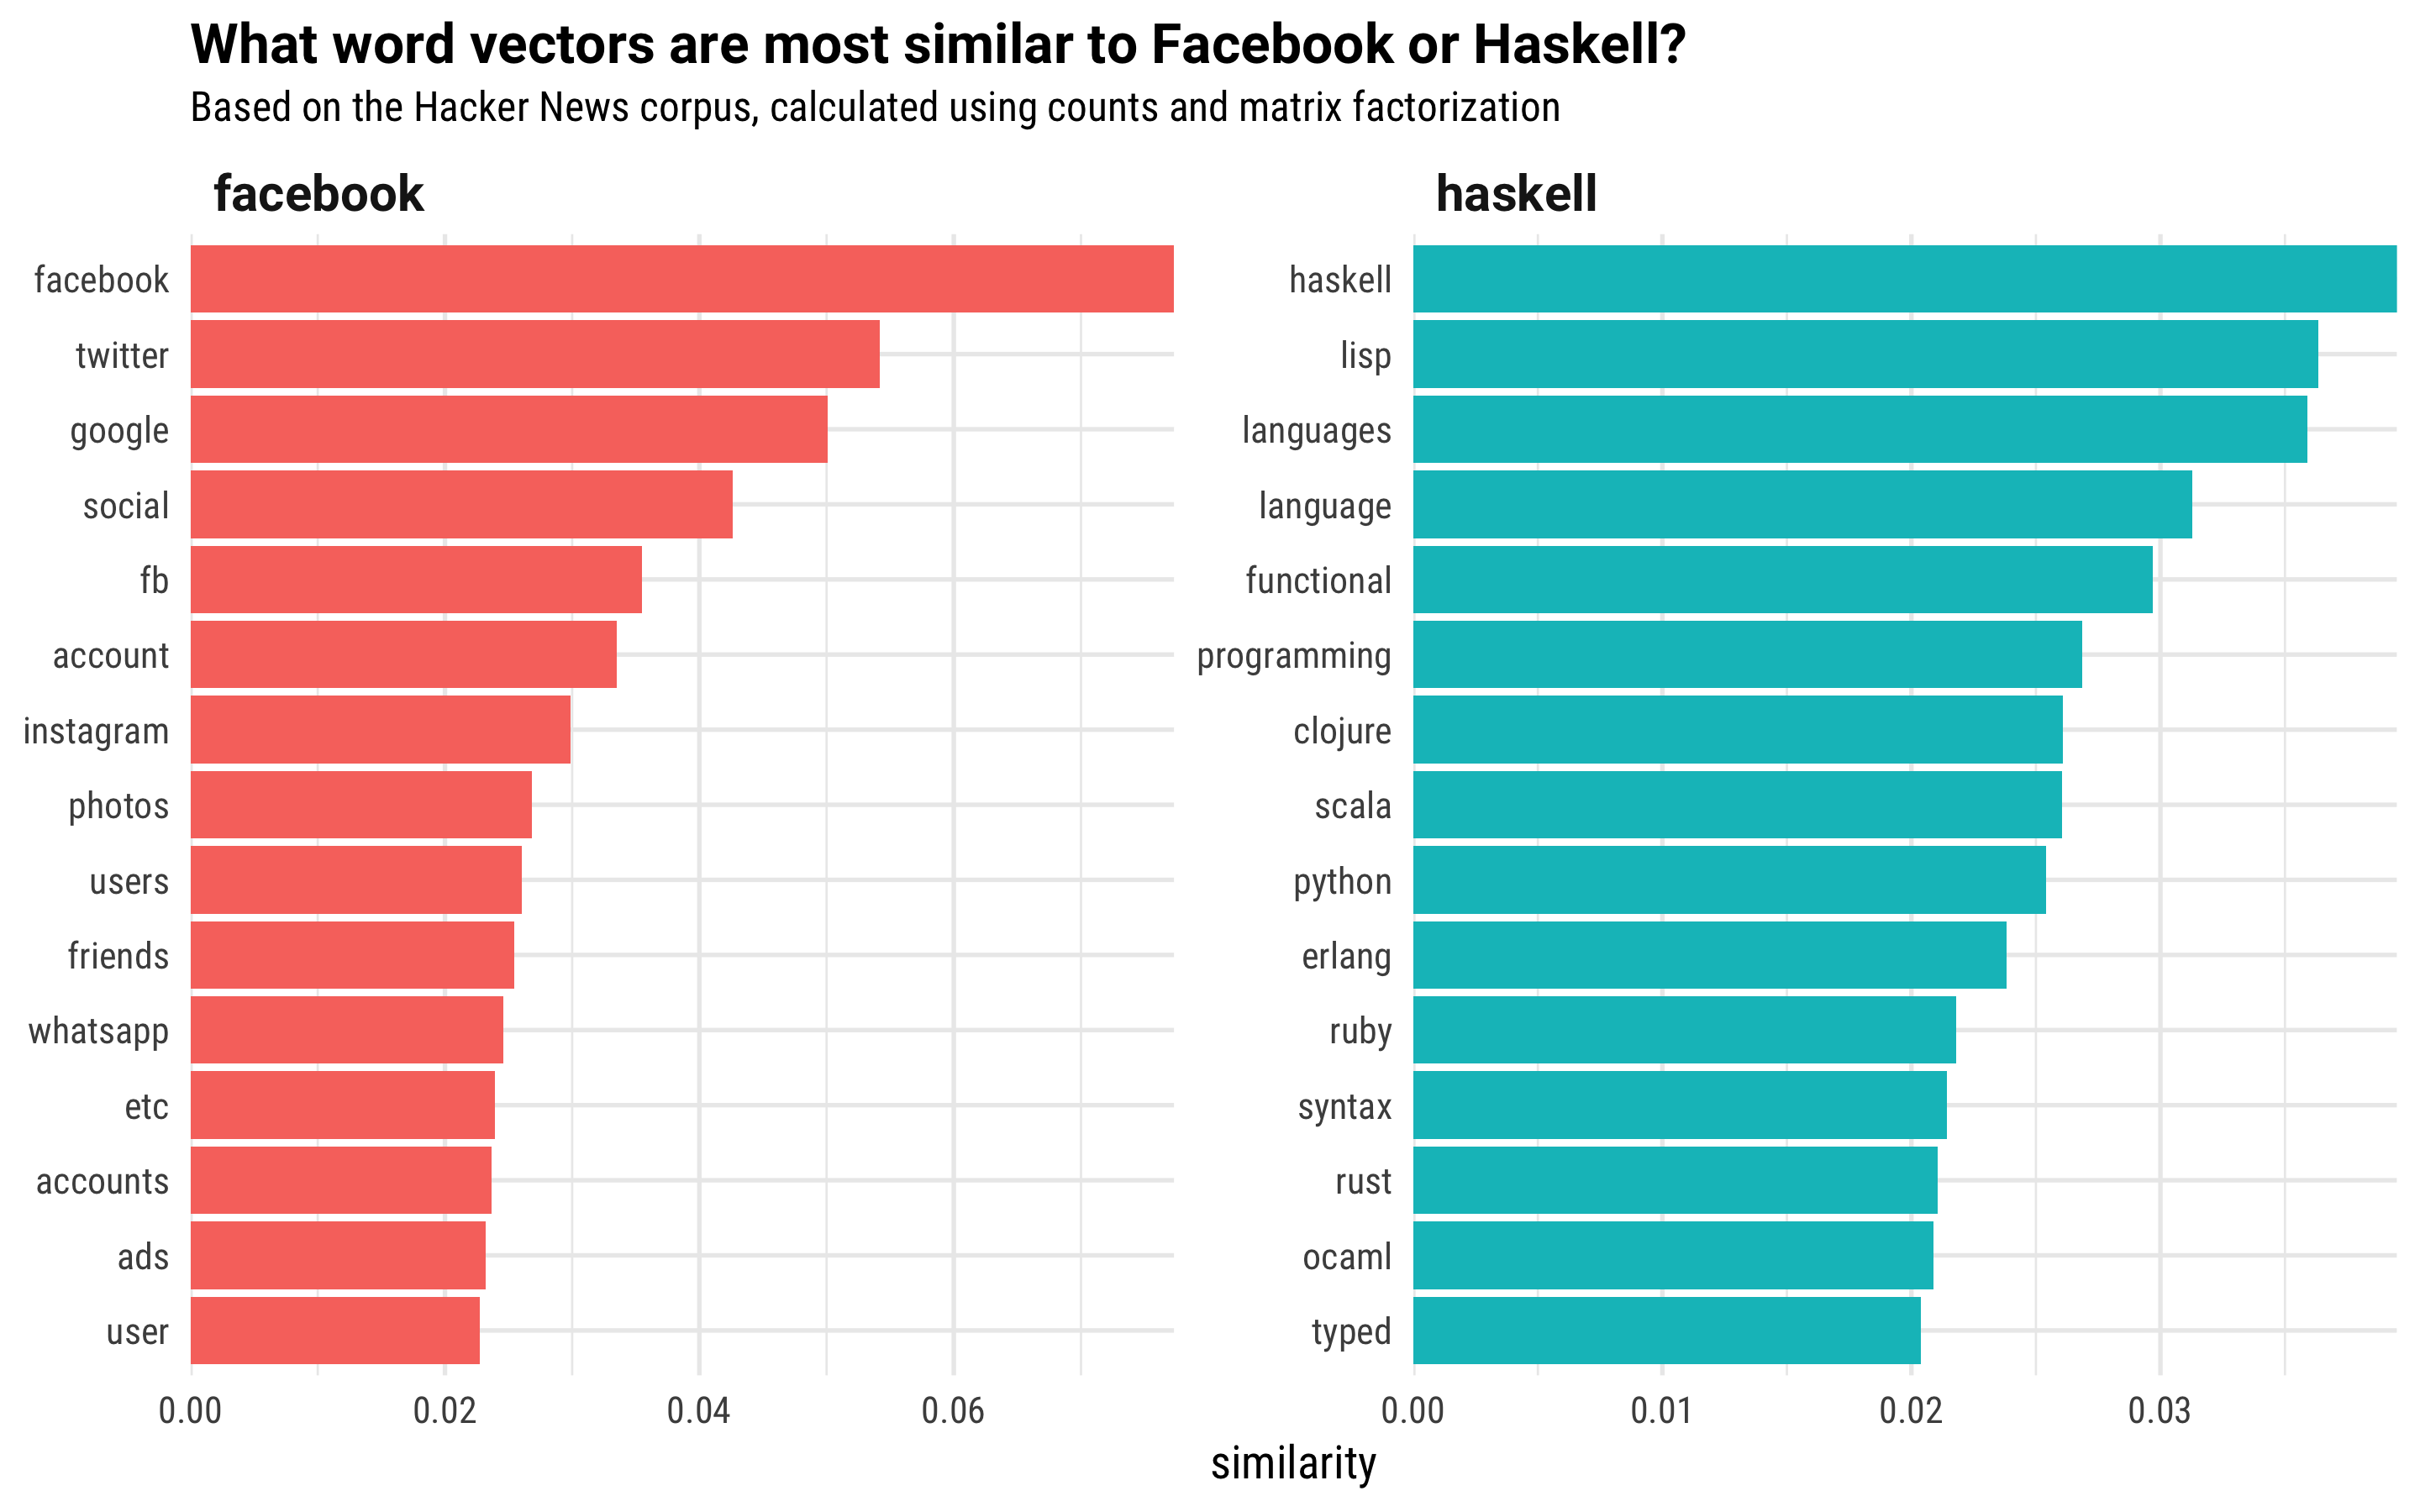 What word vectors are most similar to Facebook or Haskell?
Based on the Hacker News corpus, calculated using counts and matrix factorization
facebook
facebook
twitter
google
social
fb
account
instagram
photos
users
friends
whatsapp
etc
accounts
ads
user
0.00 0.02 0.04 0.06
haskell
haskell
lisp
languages
language
functional
programming
clojure
scala
python
erlang
ruby
syntax
rust
ocaml
typed
0.00 0.01 0.02 0.03
similarity